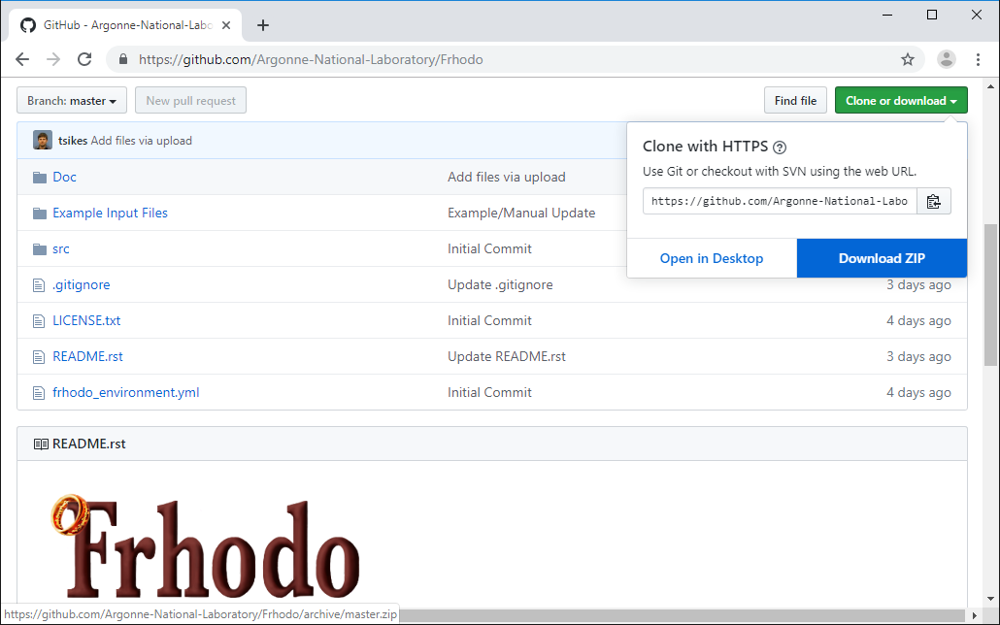 GitHub - Argonne-National-Labo
https://github.com/Argonne-National-Laboratory/Frhodo
Branch: master
New pull request
Find file
Clone or download
tsikes Add files via upload
Clone with HTTPS
Use Git or checkout with SVN using the web URL.
https://github.com/Argonne-National-Labo
Open in Desktop
Download ZIP
Doc Add files via upload
Example Input Files Example/Manual Update
src Initial Commit
.gitignore Update .gitignore 3 days ago
LICENSE.txt Initial Commit 4 days ago
README.rst Update README.rst 3 days ago
frhodo_environment.yml Initial Commit 4 days ago
README.rst
Frhodo
https://github.com/Argonne-National-Laboratory/Frhodo/archive/master.zip